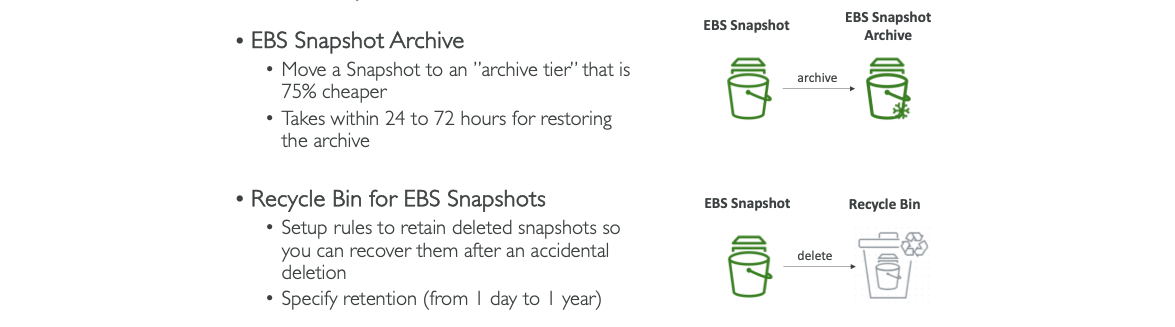 • EBS Snapshot Archive
• Move a Snapshot to an ”archive tier” that is
75% cheaper
• Takes within 24 to 72 hours for restoring
the archive
EBS Snapshot
EBS Snapshot
Archive
archive
• Recycle Bin for EBS Snapshots
• Setup rules to retain deleted snapshots so
you can recover them after an accidental
deletion
• Specify retention (from 1 day to 1 year)
EBS Snapshot
Recycle Bin
delete